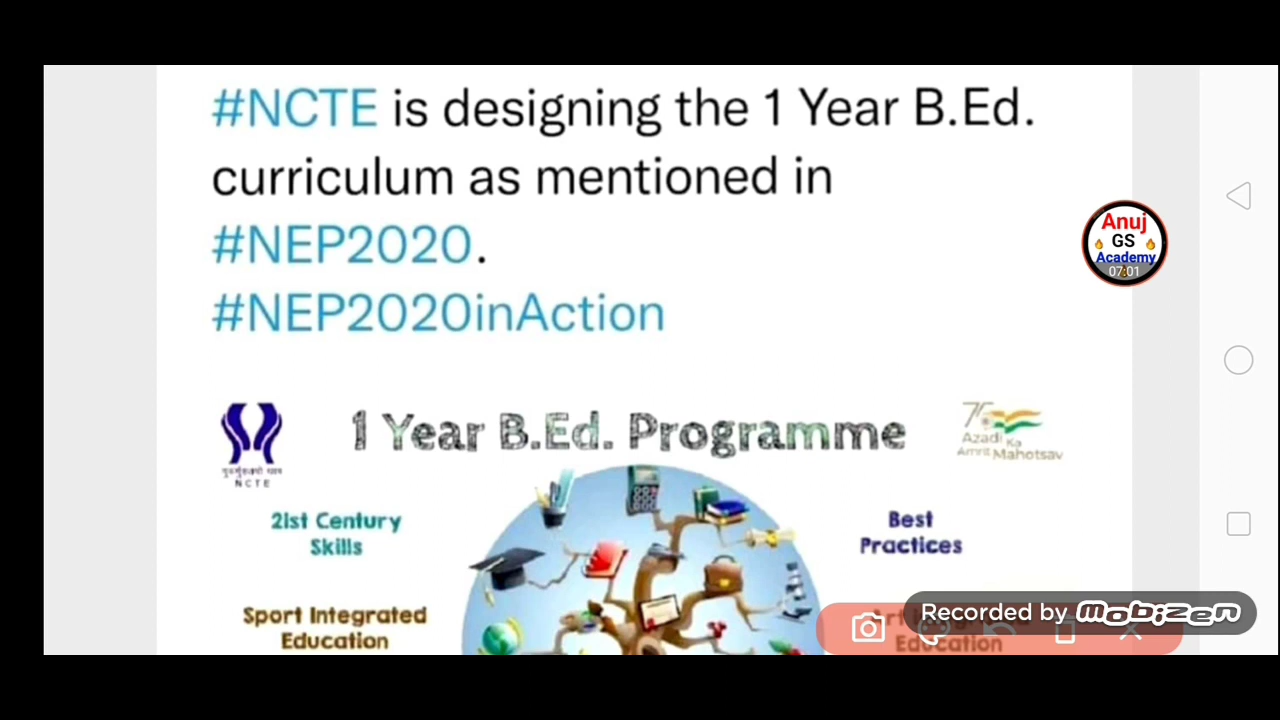 #NCTE is designing the 1 Year B.Ed.
curriculum as mentioned in
#NEP2020.
#NEP2020inAction
Anuj
GS
Academy
07:01
1 Year B.Ed. Programme
NCTE
75
Azadi Ka
Amrit Mahotsav
21st Century
Skills
Best
Practices
Sport Integrated
Education
Education
Recorded by Mobizen